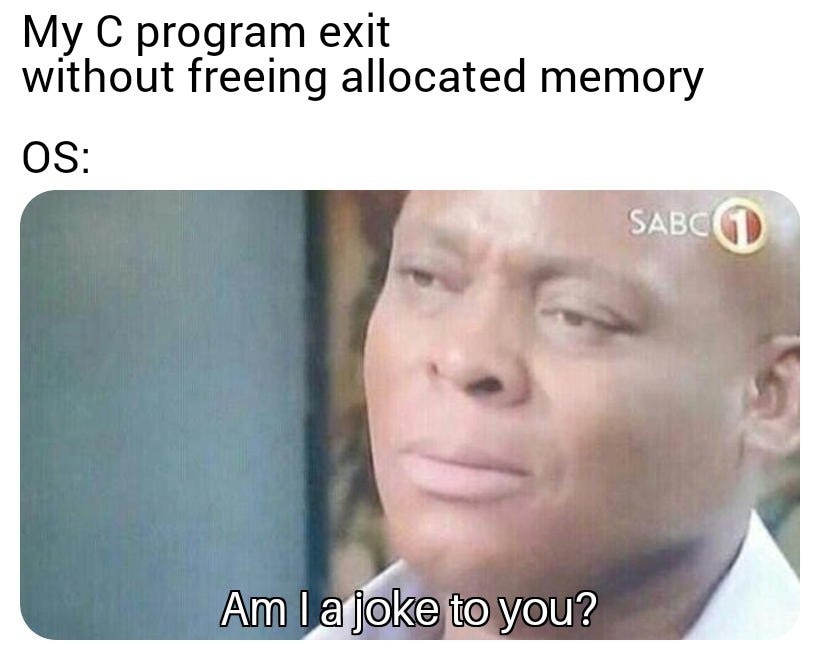 My C program exit
without freeing allocated memory
OS:
SABC 1
Am I a joke to you?